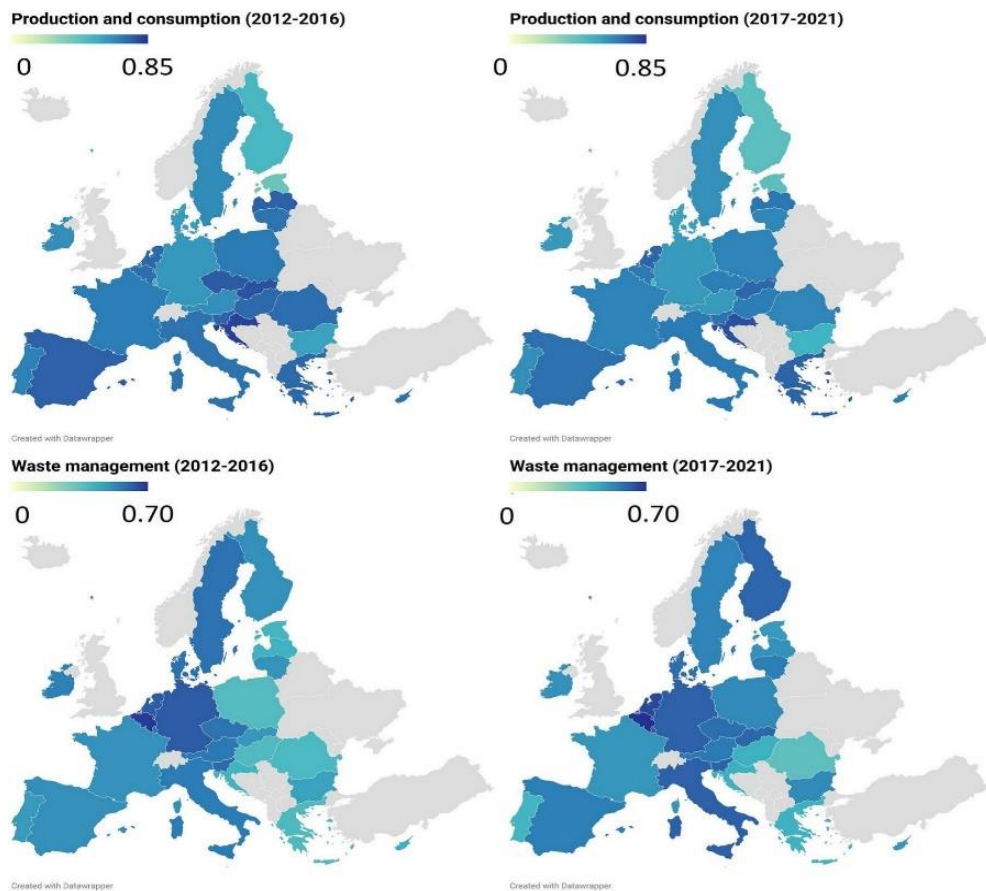 Production and consumption (2012-2016)
0 0.85
Production and consumption (2017-2021)
0 0.85
Created with Datawrapper
Created with Datawrapper
Waste management (2012-2016)
0 0.70
Waste management (2017-2021)
0 0.70
Created with Datawrapper
Created with Datawrapper